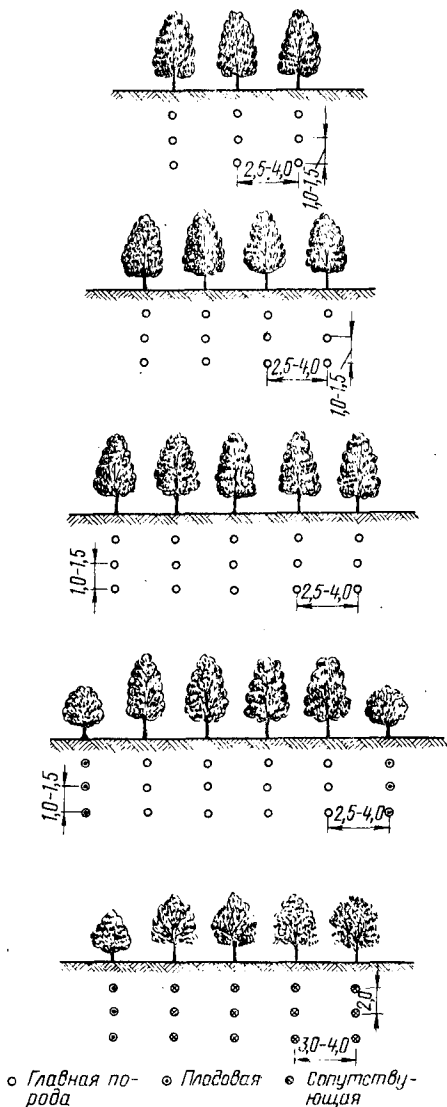 2,5-4,0
1,0-1,5
2,5-4,0
1,0-1,5
1,0-1,5
2,5-4,0
1,0-1,5
2,5-4,0
2,0
3,0-4,0
Главная по-
рода
Плодовая
Сопутству-
ющая